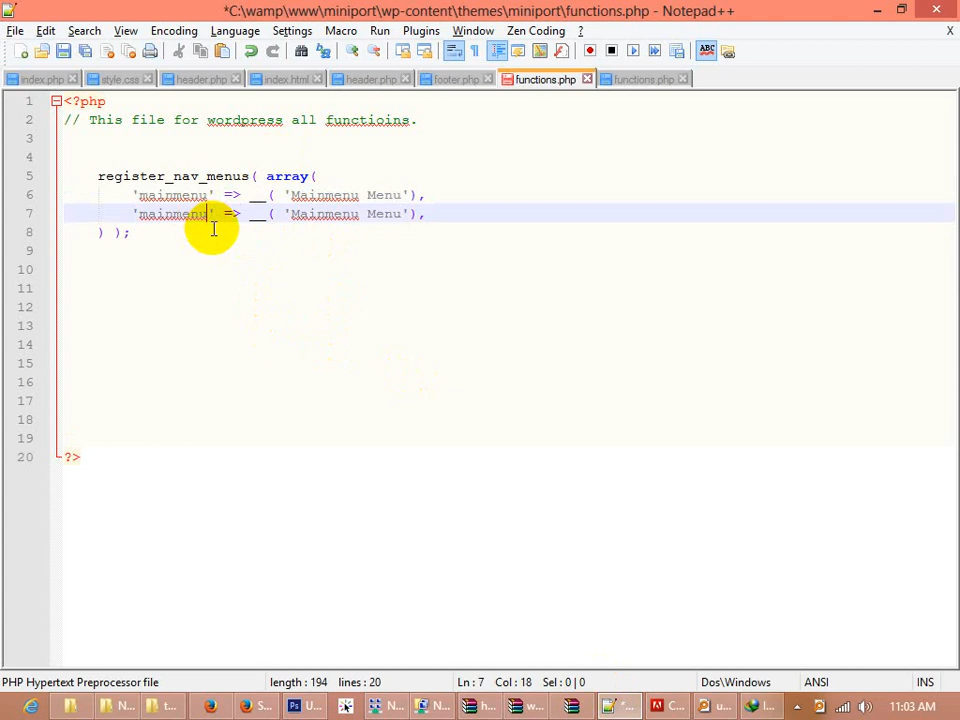 *C:\wamp\www\miniport\wp-content\themes\miniport\functions.php - Notepad++
File Edit Search View Encoding Language Settings Macro Run Plugins Window Zen Coding ? X
index.php style.css header.php index.html header.php footer.php functions.php functions.php
1 <?php
2 // This file for wordpress all functioins.
3
4
5 register_nav_menus( array(
6 'mainmenu' => __( 'Mainmenu Menu'),
7 'mainmenu' => __( 'Mainmenu Menu'),
8 ) );
9
10
11
12
13
14
15
16
17
18
19
20 ?>
PHP Hypertext Preprocessor file length : 194 lines : 20 Ln : 7 Col : 18 Sel : 0 | 0 Dos\Windows ANSI INS
N... t... S... U... N... N... h... w... *... C... u... l... 11:03 AM